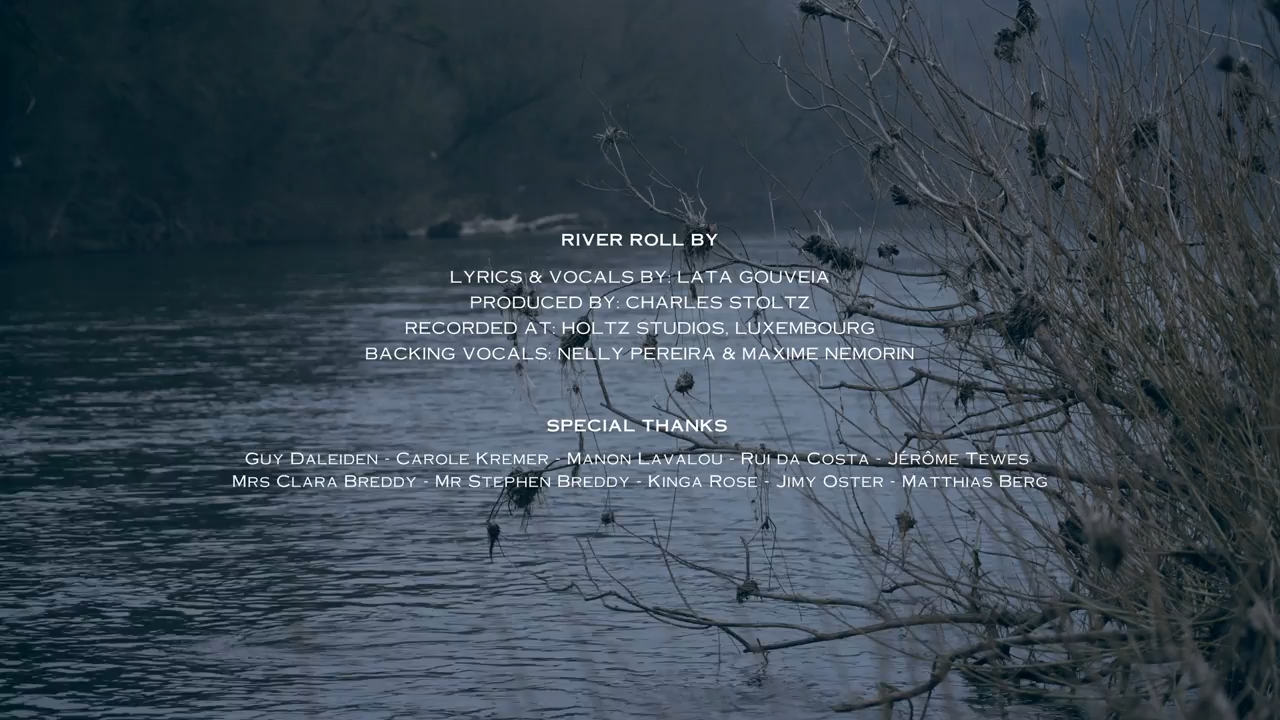 RIVER ROLL BY
LYRICS & VOCALS BY: LATA GOUVEIA
PRODUCED BY: CHARLES STOLTZ
RECORDED AT: HOLTZ STUDIOS, LUXEMBOURG
BACKING VOCALS: NELLY PEREIRA & MAXIME NEMORIN
SPECIAL THANKS
GUY DALEIDEN - CAROLE KREMER - MANON LAVALOU - RUI DA COSTA - JÉRÔME TEWES
MRS CLARA BREDDY - MR STEPHEN BREDDY - KINGA ROSE - JIMY OSTER - MATTHIAS BERG